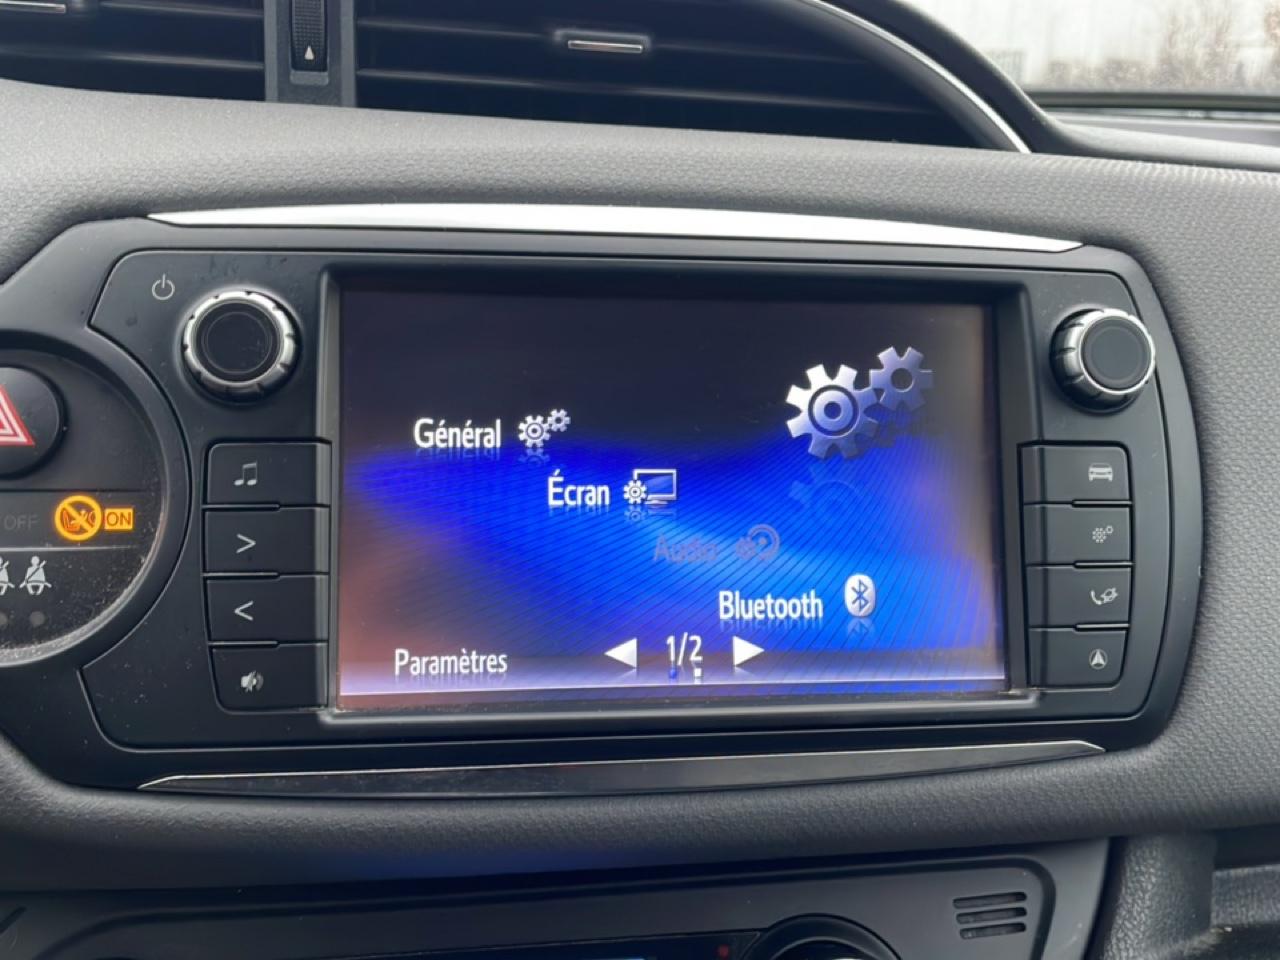 Général
Écran
Audio
Bluetooth
Paramètres
1/2
OFF
ON